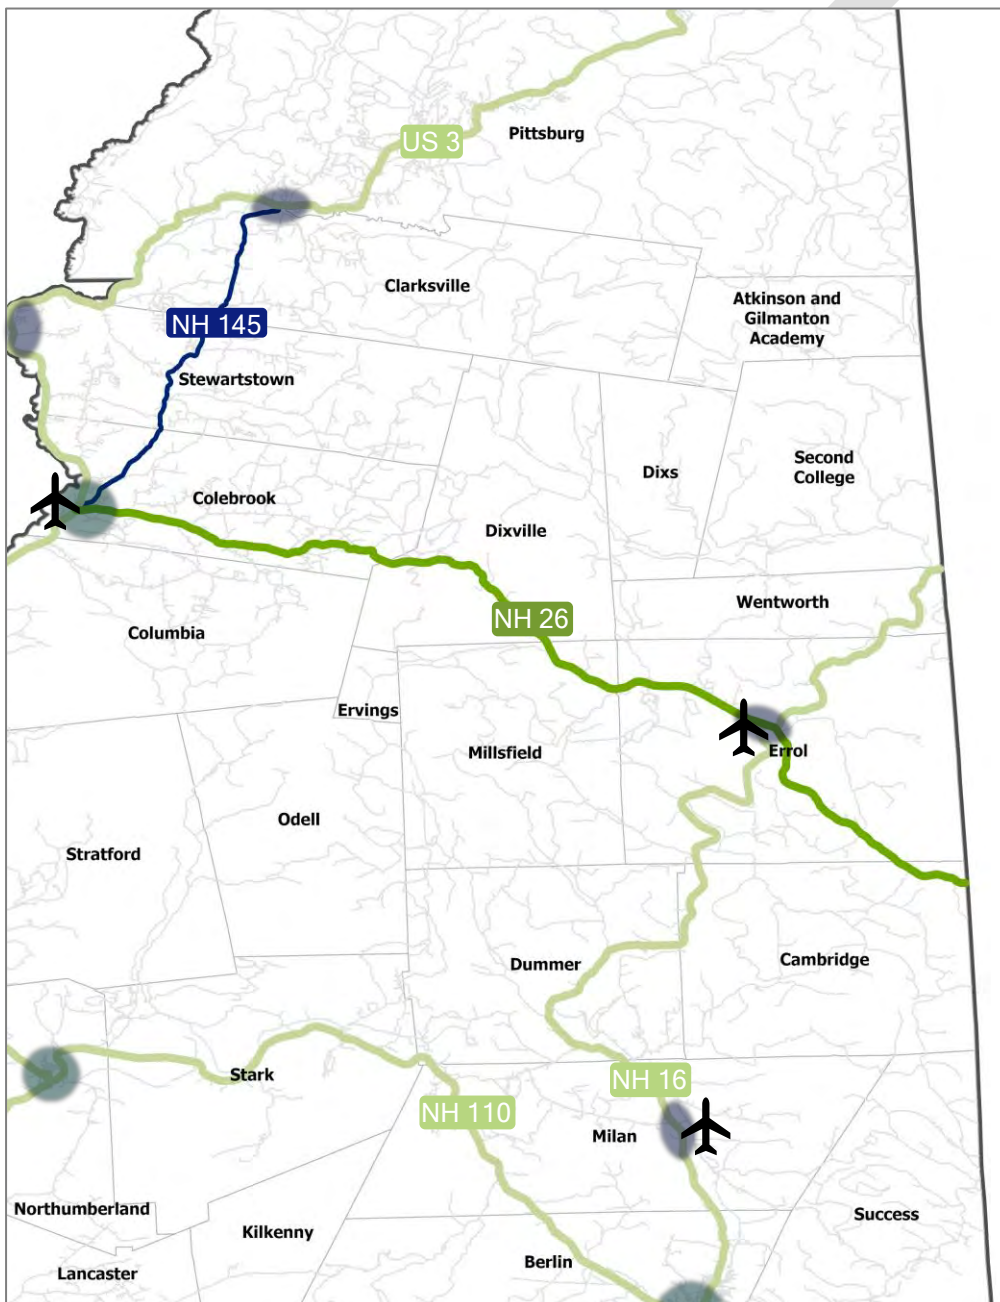 US 3
Pittsburg
Clarksville
Atkinson and
Gilmanton
Academy
NH 145
Stewartstown
Second
College
Dixs
Colebrook
Dixville
Wentworth
NH 26
Columbia
Ervings
Millsfield
Errol
Odell
Stratford
Dummer
Cambridge
Stark
NH 16
NH 110
Milan
Northumberland
Success
Kilkenny
Berlin
Lancaster